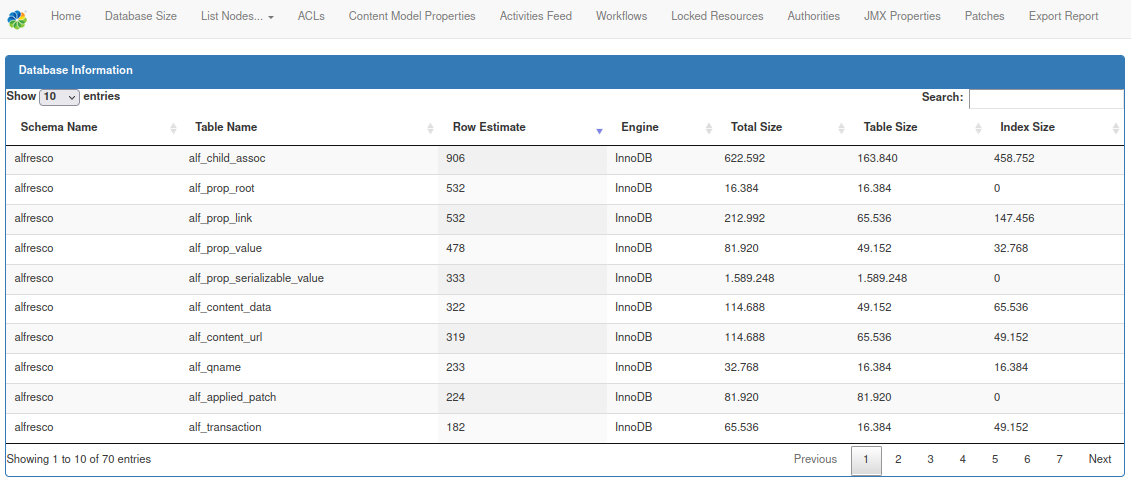 Home Database Size List Nodes... ACLs Content Model Properties Activities Feed Workflows Locked Resources Authorities JMX Properties Patches Export Report
Database Information
Show 10 entries Search:
Schema Name Table Name Row Estimate Engine Total Size Table Size Index Size
alfresco alf_child_assoc 906 InnoDB 622.592 163.840 458.752
alfresco alf_prop_root 532 InnoDB 16.384 16.384 0
alfresco alf_prop_link 532 InnoDB 212.992 65.536 147.456
alfresco alf_prop_value 478 InnoDB 81.920 49.152 32.768
alfresco alf_prop_serializable_value 333 InnoDB 1.589.248 1.589.248 0
alfresco alf_content_data 322 InnoDB 114.688 49.152 65.536
alfresco alf_content_url 319 InnoDB 114.688 65.536 49.152
alfresco alf_qname 233 InnoDB 32.768 16.384 16.384
alfresco alf_applied_patch 224 InnoDB 81.920 81.920 0
alfresco alf_transaction 182 InnoDB 65.536 16.384 49.152
Showing 1 to 10 of 70 entries Previous 1 2 3 4 5 6 7 Next